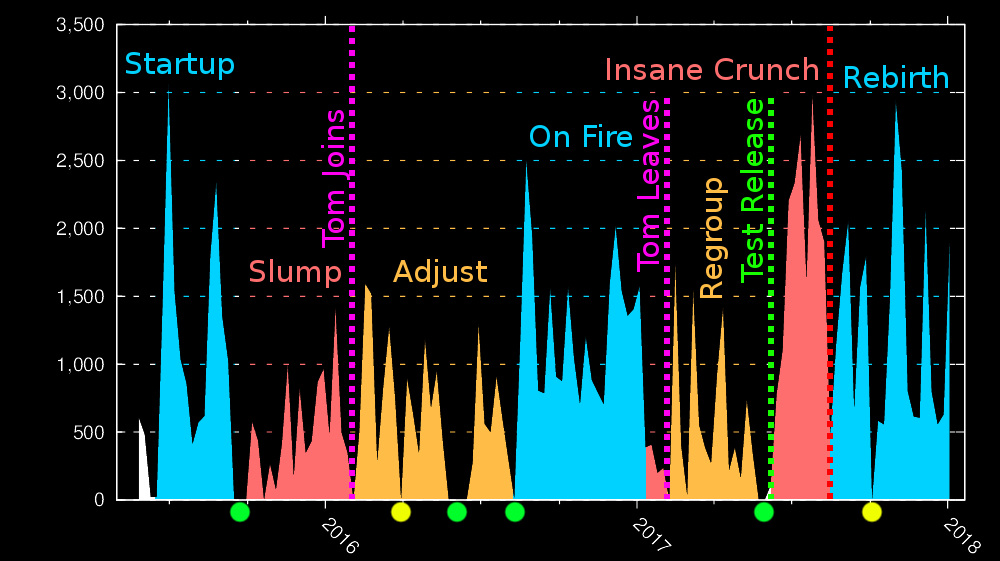 3,500
Startup
Insane Crunch
Rebirth
3,000
Tom Joins
On Fire
Tom Leaves
Test Release
2,500
Regroup
2,000
Slump
Adjust
1,500
1,000
500
0
2016
2017
2018